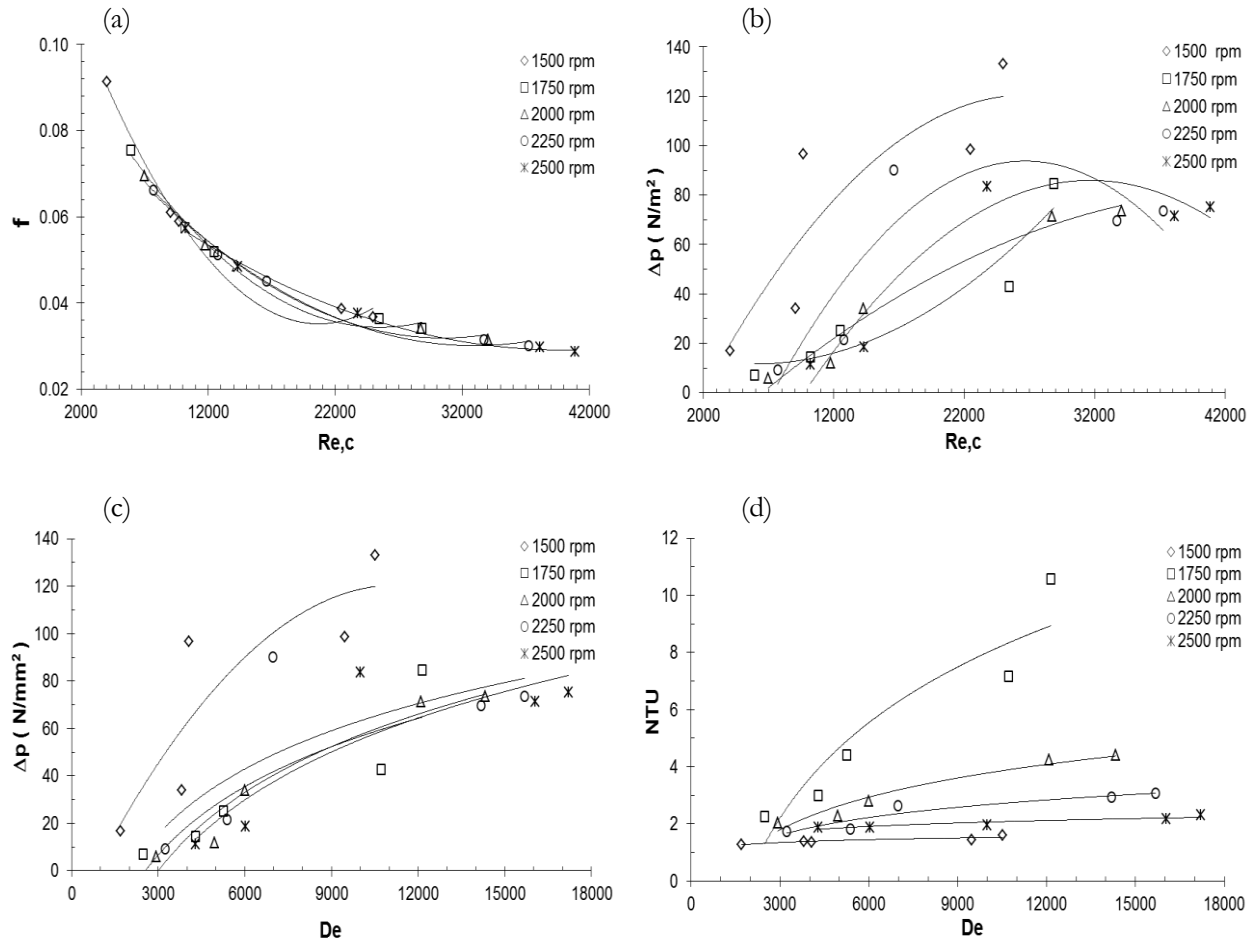 (a)
f
0.10
0.08
0.06
0.04
0.02
2000 12000 22000 32000 42000
Re,c
1500 rpm
1750 rpm
2000 rpm
2250 rpm
2500 rpm
(b)
Δp ( N/m² )
140
120
100
80
60
40
20
0
2000 12000 22000 32000 42000
Re,c
1500 rpm
1750 rpm
2000 rpm
2250 rpm
2500 rpm
(c)
Δp ( N/mm² )
140
120
100
80
60
40
20
0
0 3000 6000 9000 12000 15000 18000
De
1500 rpm
1750 rpm
2000 rpm
2250 rpm
2500 rpm
(d)
NTU
12
10
8
6
4
2
0
0 3000 6000 9000 12000 15000 18000
De
1500 rpm
1750 rpm
2000 rpm
2250 rpm
2500 rpm